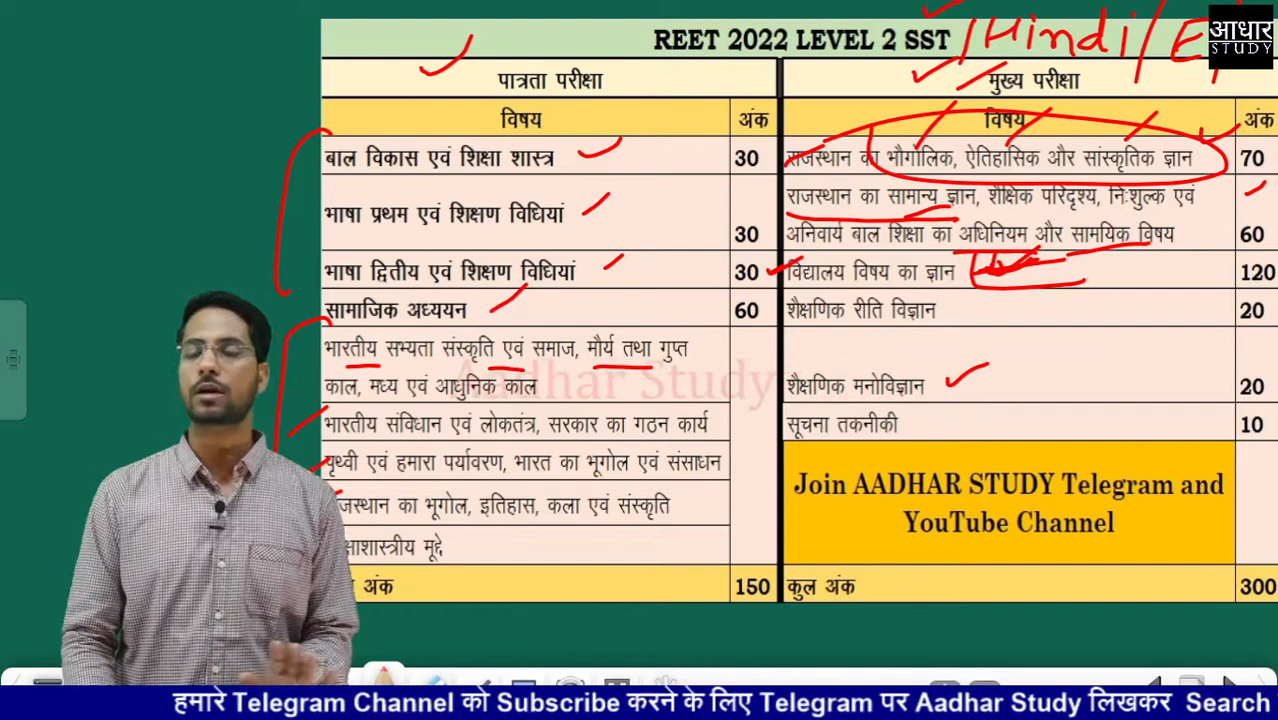 /Hindi/E
आधार
STUDY
REET 2022 LEVEL 2 SST
पात्रता परीक्षा
मुख्य परीक्षा
विषय अंक
विषय अंक
बाल विकास एवं शिक्षा शास्त्र 30
राजस्थान का भौगोलिक, ऐतिहासिक और सांस्कृतिक ज्ञान 70
भाषा प्रथम एवं शिक्षण विधियां 30
राजस्थान का सामान्य ज्ञान, शैक्षिक परिदृश्य, निःशुल्क एवं
अनिवार्य बाल शिक्षा का अधिनियम और सामयिक विषय 60
भाषा द्वितीय एवं शिक्षण विधियां 30
विद्यालय विषय का ज्ञान 120
सामाजिक अध्ययन 60
शैक्षणिक रीति विज्ञान 20
भारतीय सभ्यता संस्कृति एवं समाज, मौर्य तथा गुप्त
काल, मध्य एवं आधुनिक काल
शैक्षणिक मनोविज्ञान 20
भारतीय संविधान एवं लोकतंत्र, सरकार का गठन कार्य
सूचना तकनीकी 10
पृथ्वी एवं हमारा पर्यावरण, भारत का भूगोल एवं संसाधन
का भूगोल, इतिहास, कला एवं संस्कृति
मूद्दे
अंक 150
कुल अंक 300
Join AADHAR STUDY Telegram and
YouTube Channel
Aadhar Study
हमारे Telegram Channel को Subscribe करने के लिए Telegram पर Aadhar Study लिखकर Search